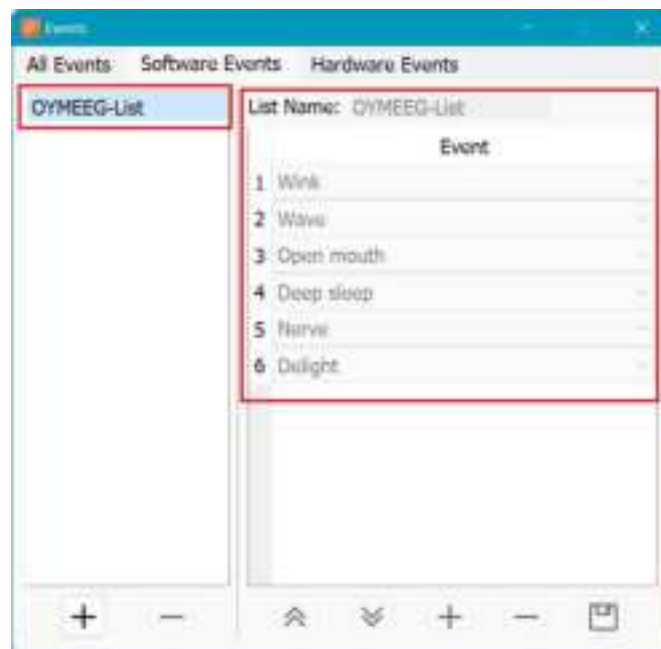 Events
All Events Software Events Hardware Events
OYMEEG-List
List Name: OYMEEG-List
Event
1 Wink
2 Wave
3 Open mouth
4 Deep sleep
5 Nerve
6 Delight